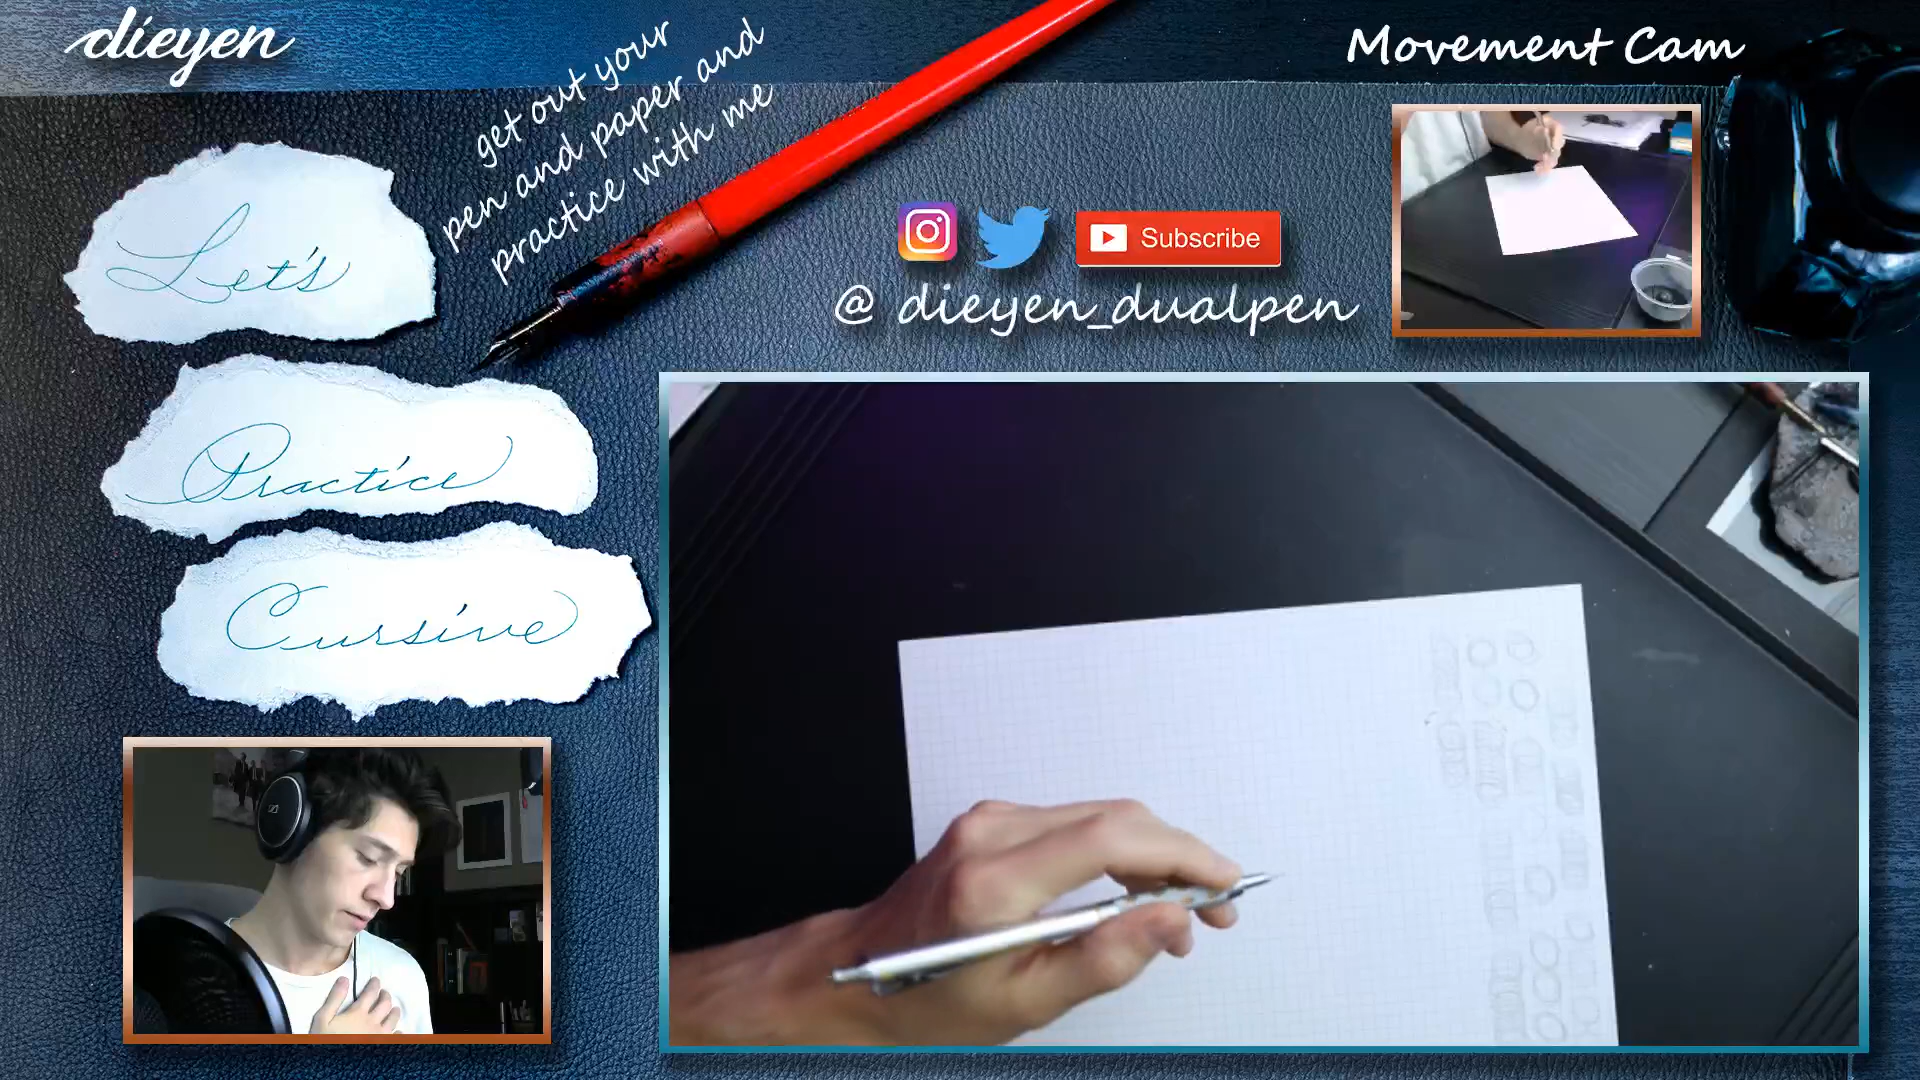 dieyen
get out your
pen and paper and
practice with me
Movement Cam
Let's
Practice
Cursive
Subscribe
@ dieyen_dualpen